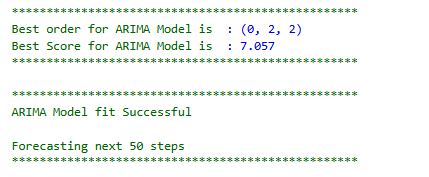 **************************************************
Best order for ARIMA Model is  : (0, 2, 2)
Best Score for ARIMA Model is  : 7.057
**************************************************
**************************************************
ARIMA Model fit Successful
Forecasting next 50 steps
**************************************************